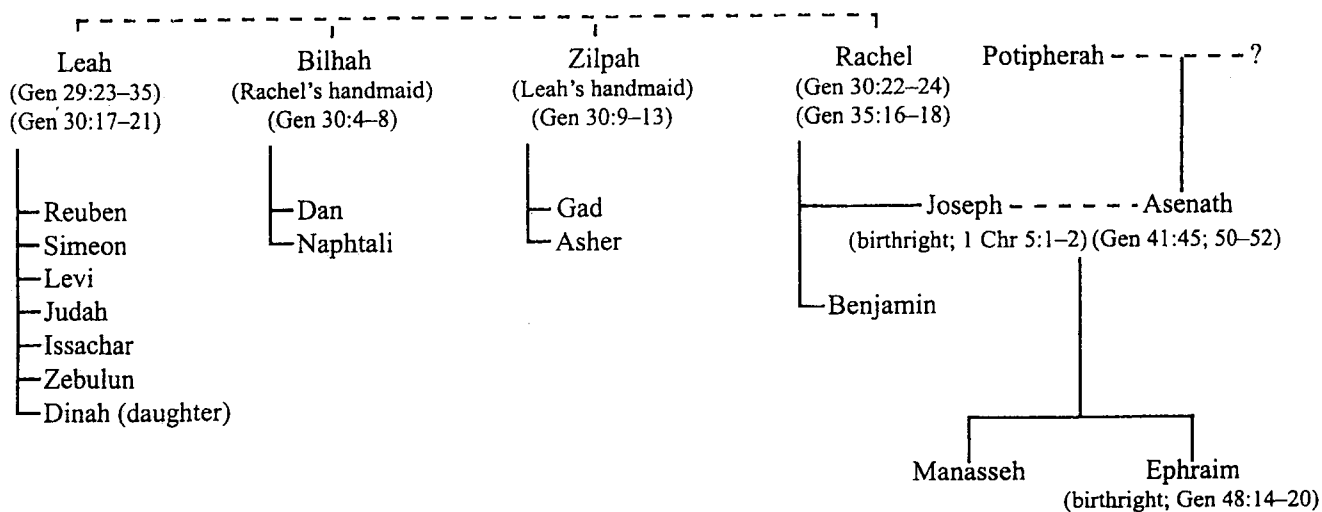 Leah
(Gen 29:23–35)
(Gen 30:17–21)
Reuben
Simeon
Levi
Judah
Issachar
Zebulun
Dinah (daughter)
Bilhah
(Rachel's handmaid)
(Gen 30:4–8)
Dan
Naphtali
Zilpah
(Leah's handmaid)
(Gen 30:9–13)
Gad
Asher
Rachel
(Gen 30:22–24)
(Gen 35:16–18)
Potipherah ?
Joseph Asenath
(birthright; 1 Chr 5:1–2) (Gen 41:45; 50–52)
Benjamin
Manasseh
Ephraim
(birthright; Gen 48:14–20)